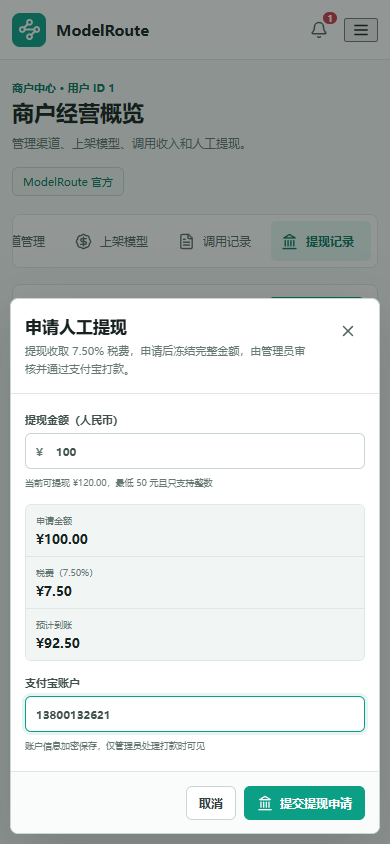 ModelRoute
1
商户中心 • 用户 ID 1
商户经营概览
管理渠道、上架模型、调用收入和人工提现。
ModelRoute 官方
道管理 上架模型 调用记录 提现记录
申请人工提现
提现收取 7.50% 税费，申请后冻结完整金额，由管理员审
核并通过支付宝打款。
提现金额（人民币）
¥ 100
当前可提现 ¥120.00，最低 50 元且只支持整数
申请金额
¥100.00
税费（7.50%）
¥7.50
预计到账
¥92.50
支付宝账户
13800132621
账户信息加密保存，仅管理员处理打款时可见
取消 提交提现申请